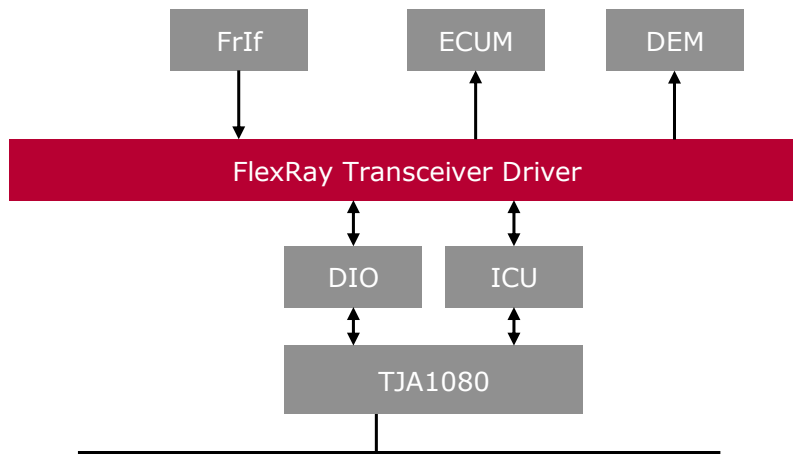 FrIf
ECUM
DEM
FlexRay Transceiver Driver
DIO
ICU
TJA1080